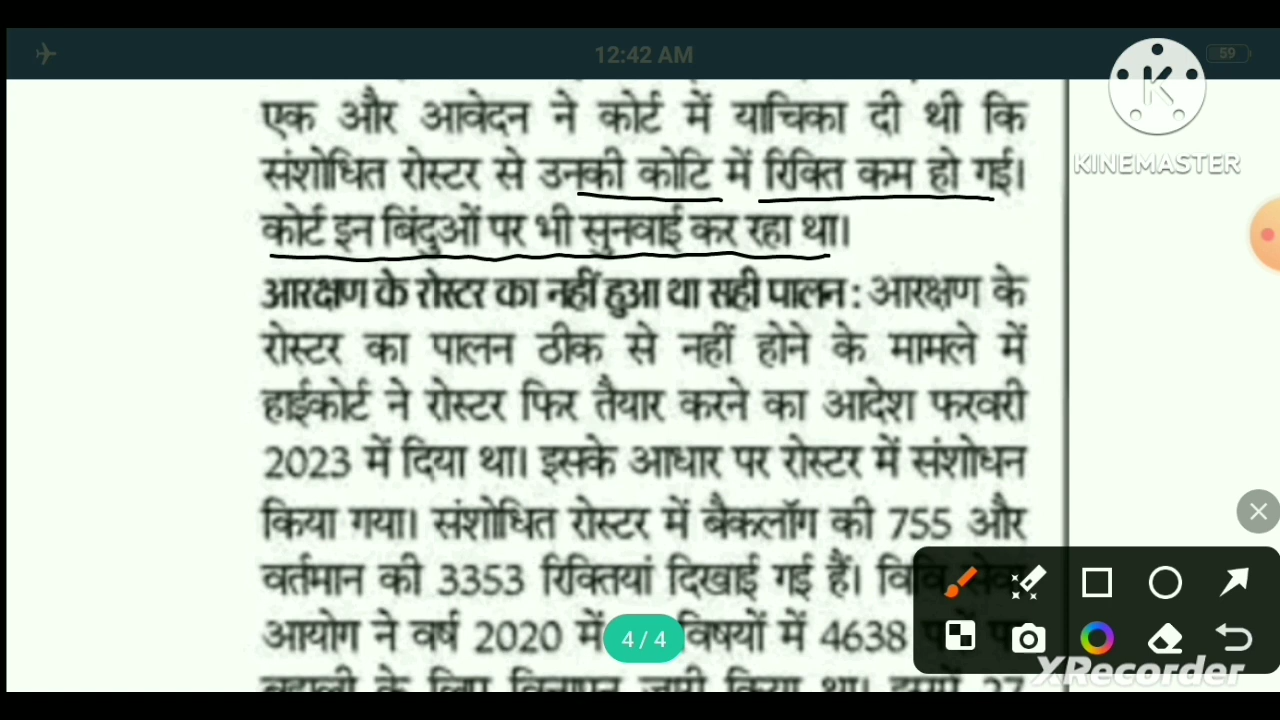 12:42 AM
59
KINEMASTER
एक और आवेदन ने कोर्ट में याचिका दी थी कि
संशोधित रोस्टर से उनकी कोटि में रिक्ति कम हो गई।
कोर्ट इन बिंदुओं पर भी सुनवाई कर रहा था।
आरक्षण के रोस्टर का नहीं हुआ था सही पालन : आरक्षण के
रोस्टर का पालन ठीक से नहीं होने के मामले में
हाईकोर्ट ने रोस्टर फिर तैयार करने का आदेश फरवरी
2023 में दिया था। इसके आधार पर रोस्टर में संशोधन
किया गया। संशोधित रोस्टर में बैकलॉग की 755 और
वर्तमान की 3353 रिक्तियां दिखाई गई हैं। वि
आयोग ने वर्ष 2020 में विषयों में 4638
4 / 4
XRecorder